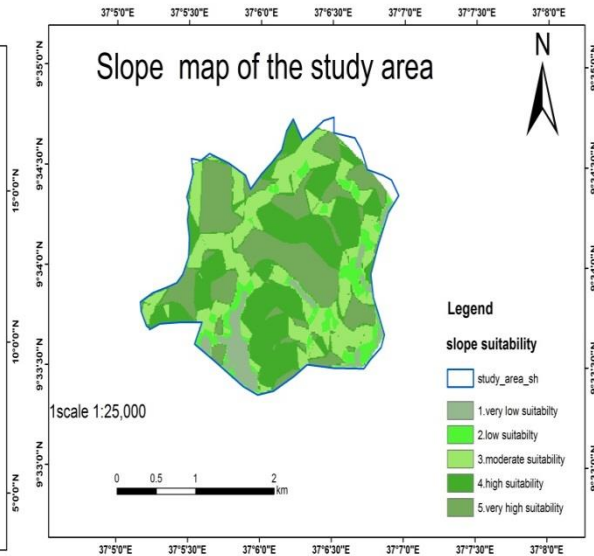 37°5'0"E 37°5'30"E 37°6'0"E 37°6'30"E 37°7'0"E 37°7'30"E 37°8'0"E
Slope map of the study area
N
9°35'0"N
9°34'30"N
9°34'0"N
9°33'30"N
9°33'0"N
15°0'0"N
10°0'0"N
5°0'0"N
Legend
slope suitability
study_area_sh
1.very low suitabilty
2.low suitabilty
3.moderate suitability
4.high suitability
5.very high suitability
1scale 1:25,000
0 0.5 1 2
km
37°5'0"E 37°5'30"E 37°6'0"E 37°6'30"E 37°7'0"E 37°7'30"E 37°8'0"E